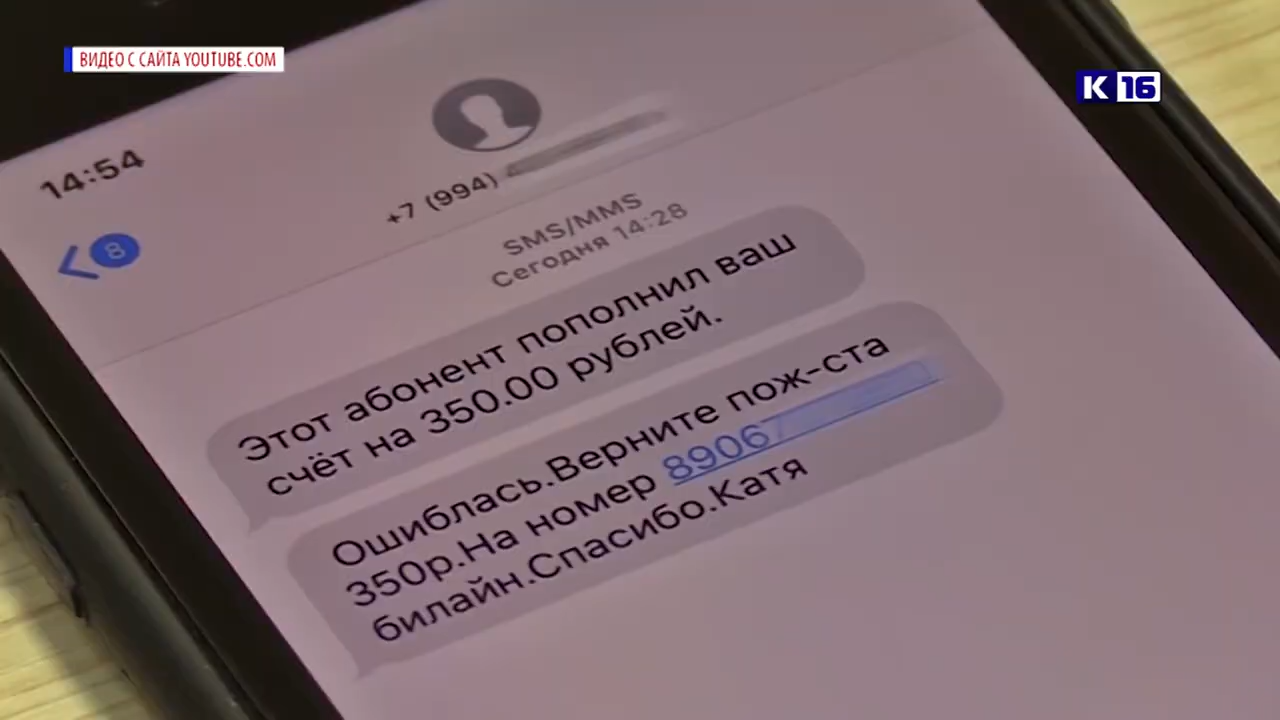 ВИДЕО С САЙТА YOUTUBE.COM
К 16
14:54
8
+7 (994)
SMS/MMS
Сегодня 14:28
Этот абонент пополнил ваш
счёт на 350.00 рублей.
Ошиблась.Верните пож-ста
350р.На номер 8906
билайн.Спасибо.Катя